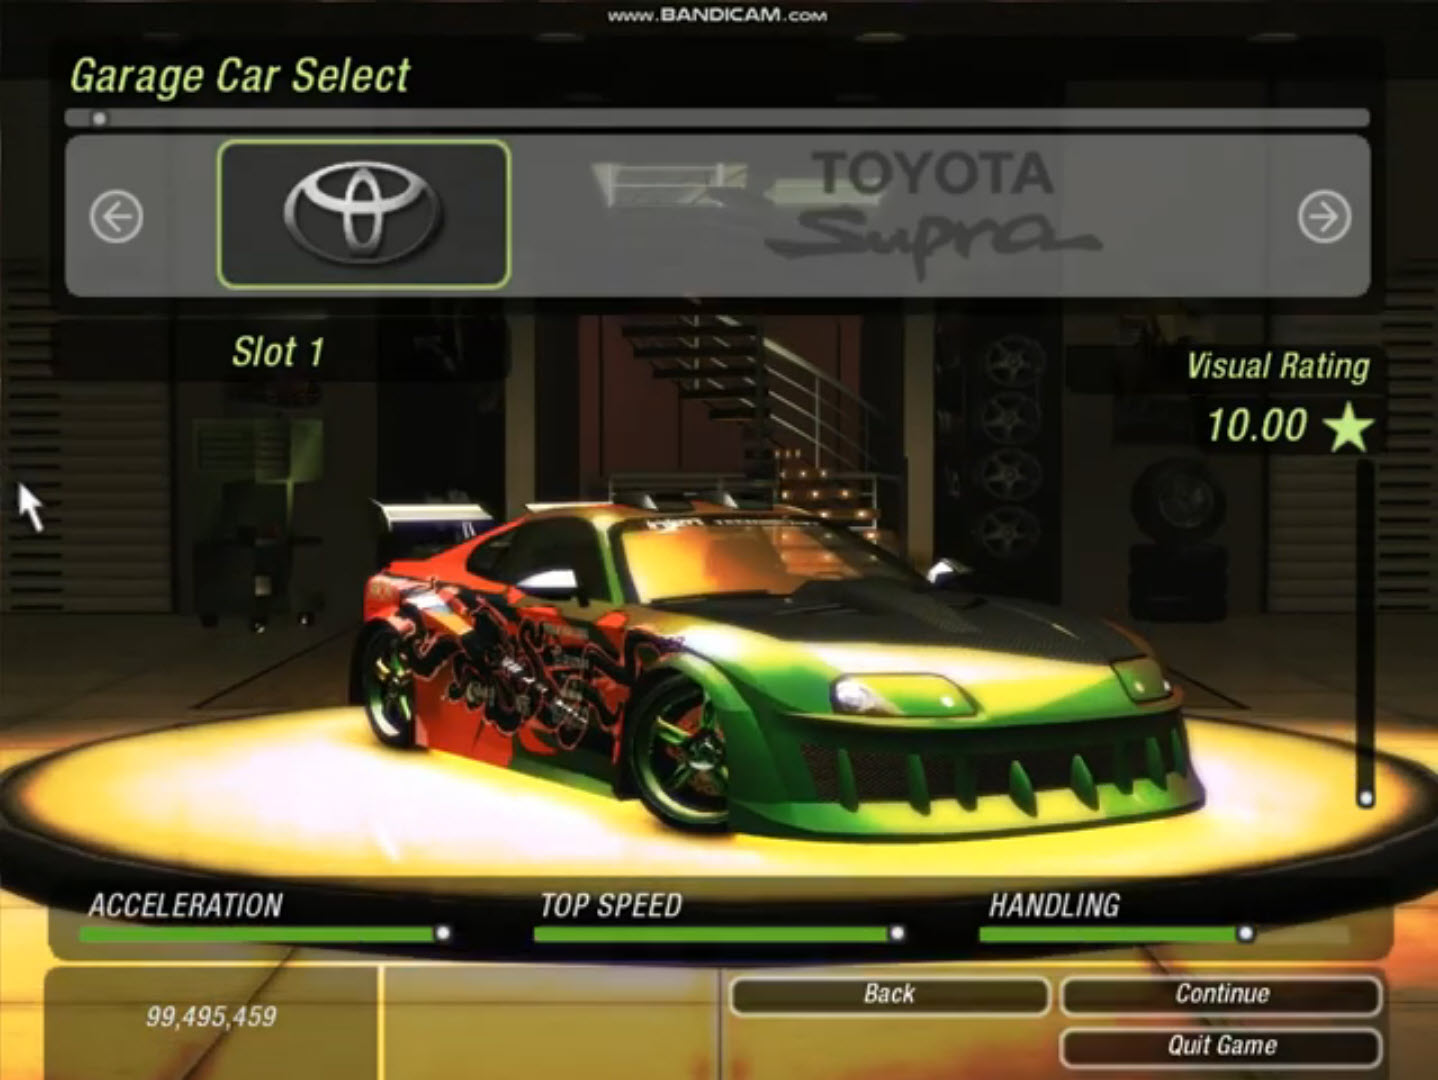 www.BANDICAM.com
Garage Car Select
TOYOTA
Supra
Slot 1
Visual Rating
10.00
ACCELERATION
TOP SPEED
HANDLING
99,495,459
Back
Continue
Quit Game